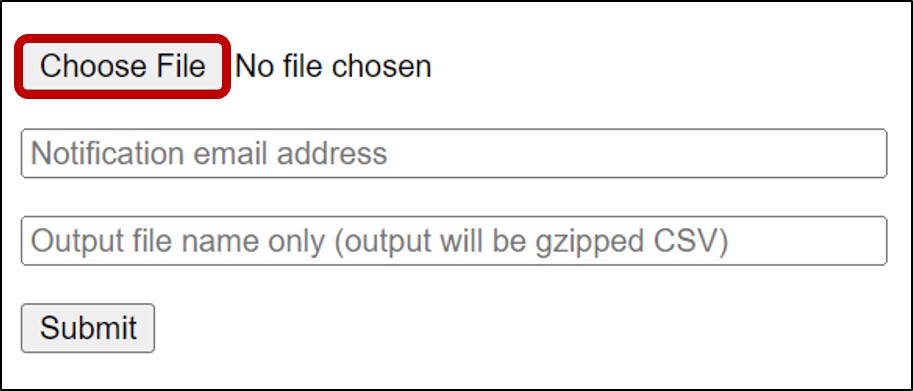 Choose File No file chosen
Notification email address
Output file name only (output will be gzipped CSV)
Submit